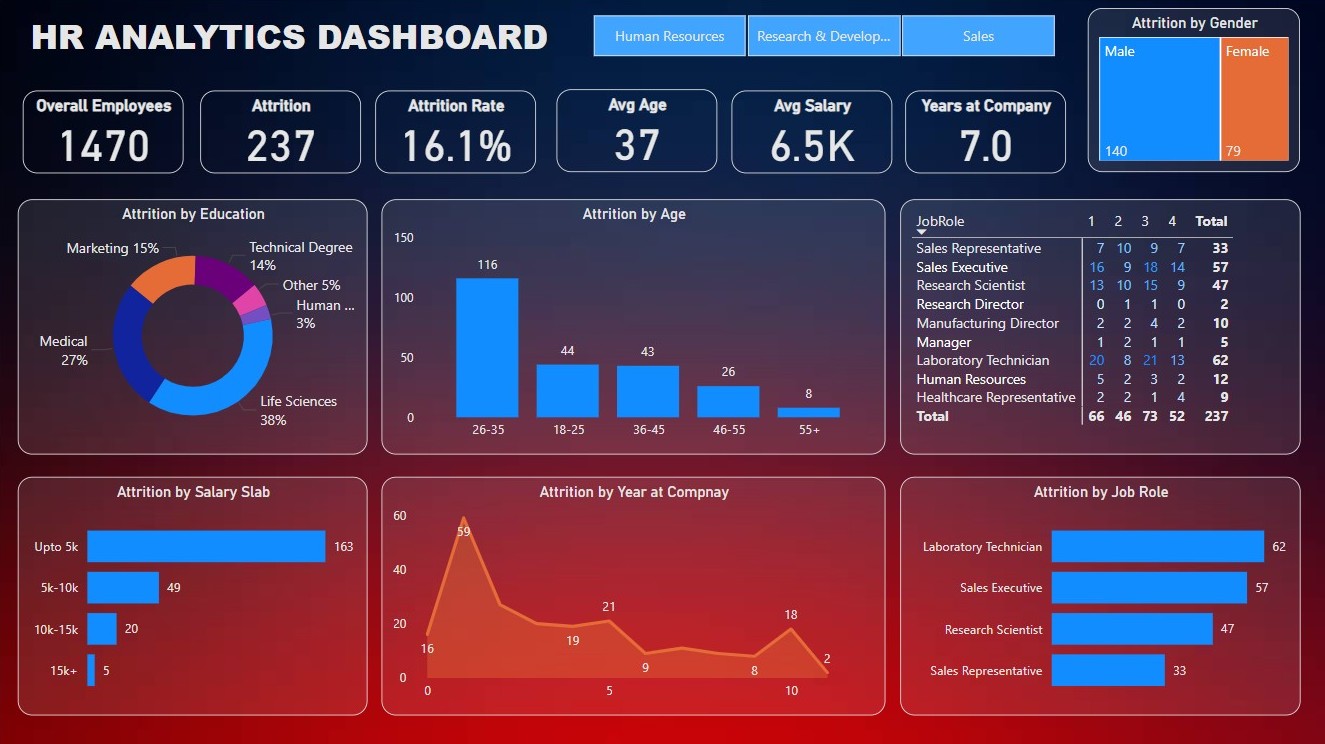 HR ANALYTICS DASHBOARD
Human Resources
Research & Develop...
Sales
Attrition by Gender
Male
Female
140
79
Overall Employees
1470
Attrition
237
Attrition Rate
16.1%
Avg Age
37
Avg Salary
6.5K
Years at Company
7.0
Attrition by Education
Marketing 15%
Technical Degree
14%
Other 5%
Human ...
3%
Medical
27%
Life Sciences
38%
Attrition by Age
150
100
50
0
116
44
43
26
8
26-35
18-25
36-45
46-55
55+
JobRole 1 2 3 4 Total
Sales Representative 7 10 9 7 33
Sales Executive 16 9 18 14 57
Research Scientist 13 10 15 9 47
Research Director 0 1 1 0 2
Manufacturing Director 2 2 4 2 10
Manager 1 2 1 1 5
Laboratory Technician 20 8 21 13 62
Human Resources 5 2 3 2 12
Healthcare Representative 2 2 1 4 9
Total 66 46 73 52 237
Attrition by Salary Slab
Upto 5k 163
5k-10k 49
10k-15k 20
15k+ 5
Attrition by Year at Compnay
60
40
20
0
16
59
19
21
9
8
18
2
0
5
10
Attrition by Job Role
Laboratory Technician 62
Sales Executive 57
Research Scientist 47
Sales Representative 33